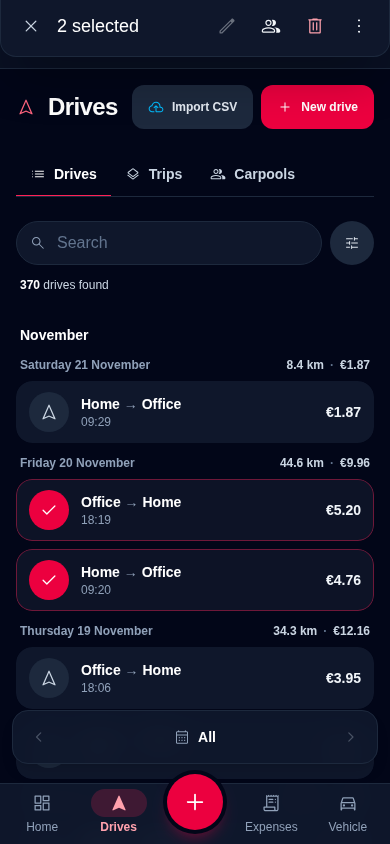 2 selected
Drives
Import CSV
New drive
Drives
Trips
Carpools
Search
370 drives found
November
Saturday 21 November
8.4 km · €1.87
Home → Office
09:29
€1.87
Friday 20 November
44.6 km · €9.96
Office → Home
18:19
€5.20
Home → Office
09:20
€4.76
Thursday 19 November
34.3 km · €12.16
Office → Home
18:06
€3.95
All
Home
Drives
Expenses
Vehicle